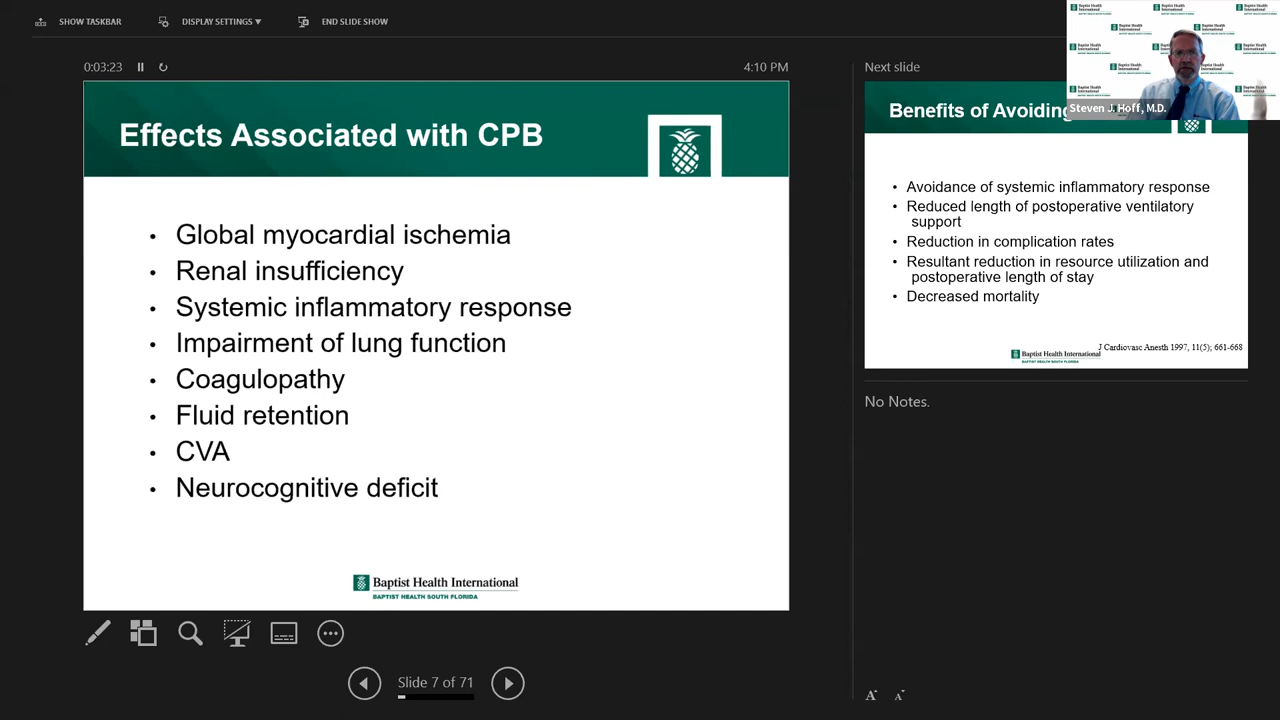 SHOW TASKBAR
DISPLAY SETTINGS ▼
END SLIDE SHOW
0:03:23
4:10 PM
Effects Associated with CPB
• Global myocardial ischemia
• Renal insufficiency
• Systemic inflammatory response
• Impairment of lung function
• Coagulopathy
• Fluid retention
• CVA
• Neurocognitive deficit
Baptist Health International
BAPTIST HEALTH SOUTH FLORIDA
Slide 7 of 71
Next slide
Steven J. Hoff, M.D.
Benefits of Avoiding
• Avoidance of systemic inflammatory response
• Reduced length of postoperative ventilatory
support
• Reduction in complication rates
• Resultant reduction in resource utilization and
postoperative length of stay
• Decreased mortality
J Cardiovasc Anesth 1997, 11(5); 661-668
Baptist Health International
BAPTIST HEALTH SOUTH FLORIDA
No Notes.
A
A